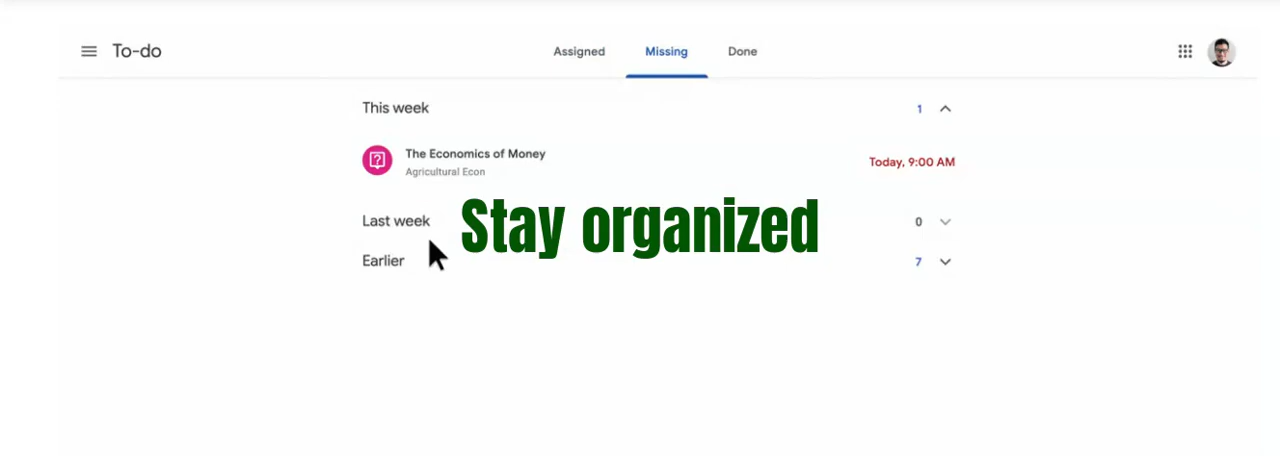 To-do
Assigned Missing Done
This week 1
The Economics of Money
Agricultural Econ
Today, 9:00 AM
Last week 0
Stay organized
Earlier 7